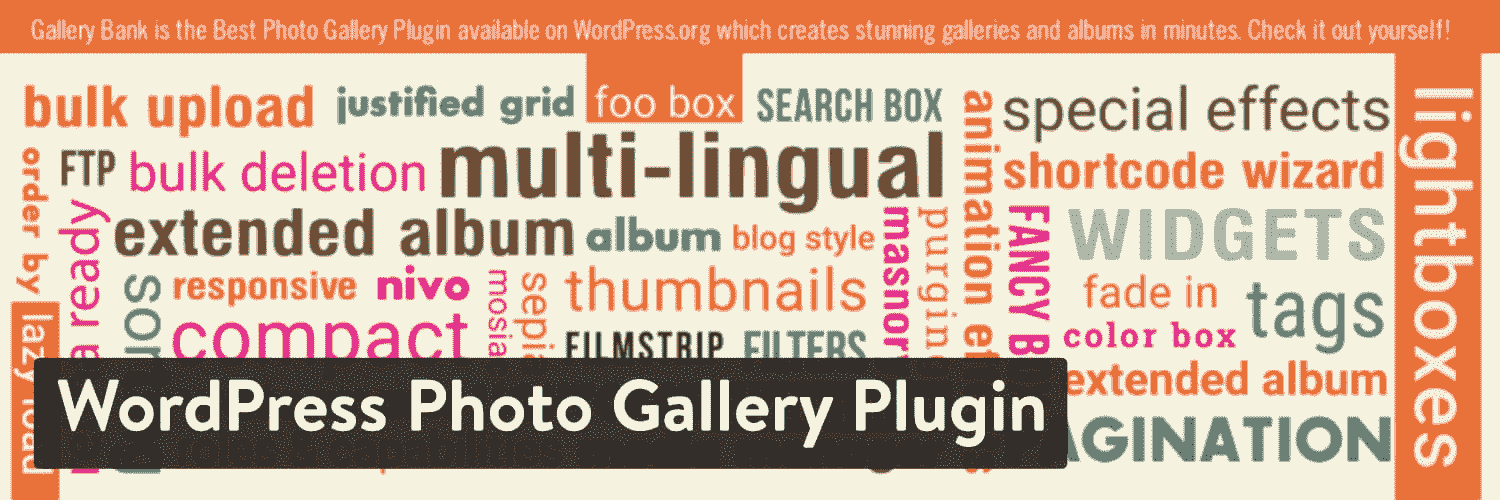 Gallery Bank is the Best Photo Gallery Plugin available on WordPress.org which creates stunning galleries and albums in minutes. Check it out yourself!
bulk upload
justified grid
foo box
SEARCH BOX
animation
special effects
lightboxes
order by
FTP
bulk deletion
multi-lingual
shortcode wizard
ready
extended album
album
blog style
FANCY
WIDGETS
responsive
nivo
thumbnails
fade in
tags
compact
FILMSTRIP
FILTERS
color box
lazy load
extended album
WordPress Photo Gallery Plugin